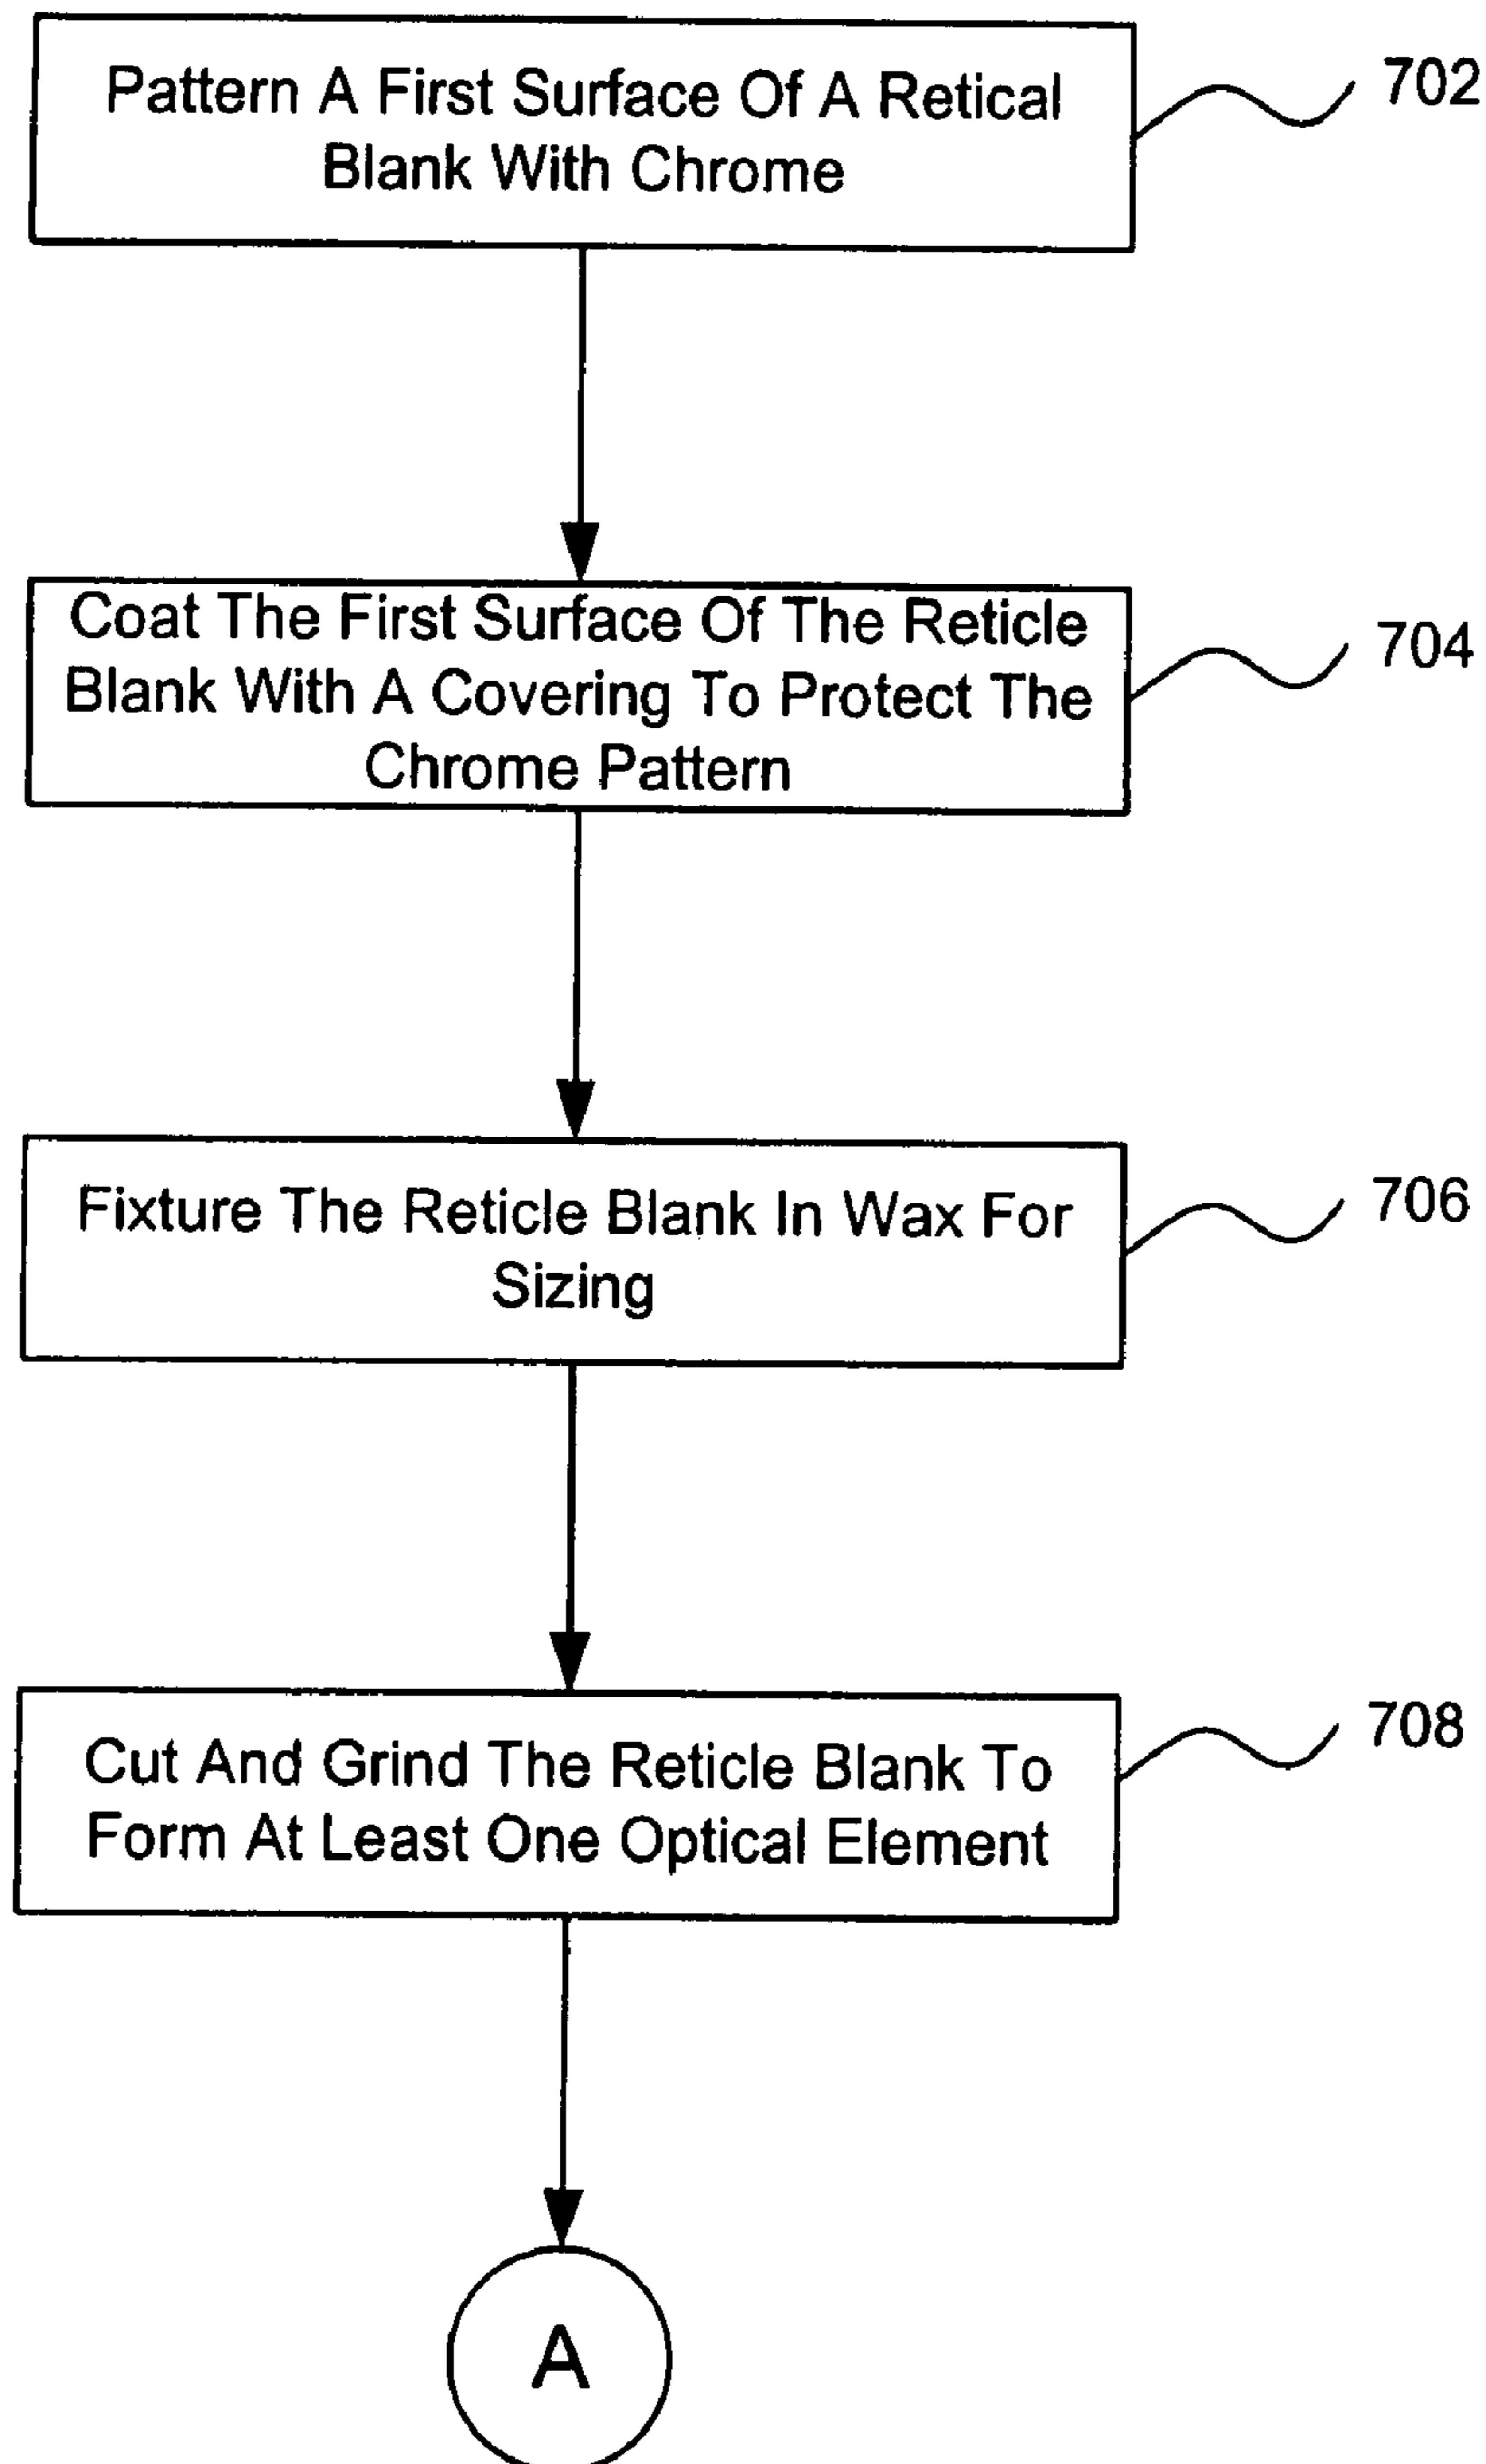 Pattern A First Surface Of A Retical
Blank With Chrome
702
Coat The First Surface Of The Reticle
Blank With A Covering To Protect The
Chrome Pattern
704
Fixture The Reticle Blank In Wax For
Sizing
706
Cut And Grind The Reticle Blank To
Form At Least One Optical Element
708
A